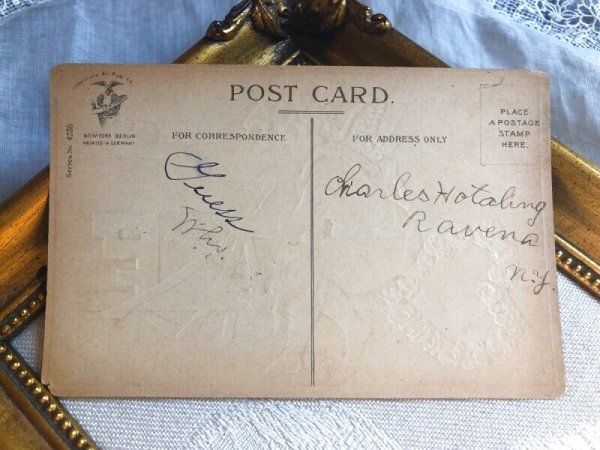 POST CARD.
Series No. 4235
NEW YORK BERLIN
PRINTED IN GERMANY
FOR CORRESPONDENCE
Guess
Who.
FOR ADDRESS ONLY
PLACE
A POSTAGE
STAMP
HERE.
Charles Hotaling
Ravena
N.Y.